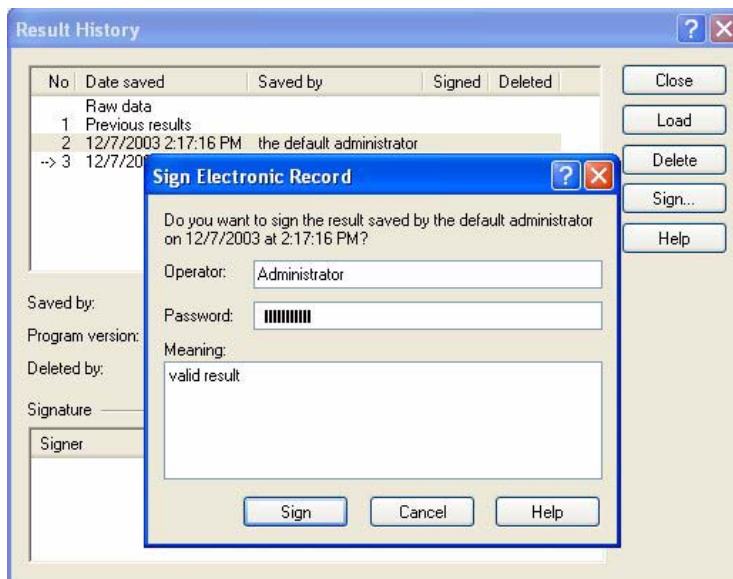 Result History
No Date saved Saved by Signed Deleted
Raw data
1 Previous results
2 12/7/2003 2:17:16 PM the default administrator
--> 3
Close
Load
Delete
Sign...
Help
Saved by:
Program version:
Deleted by:
Signature
Signer
Sign Electronic Record
Do you want to sign the result saved by the default administrator
on 12/7/2003 at 2:17:16 PM?
Operator: Administrator
Password:
Meaning:
valid result
Sign Cancel Help